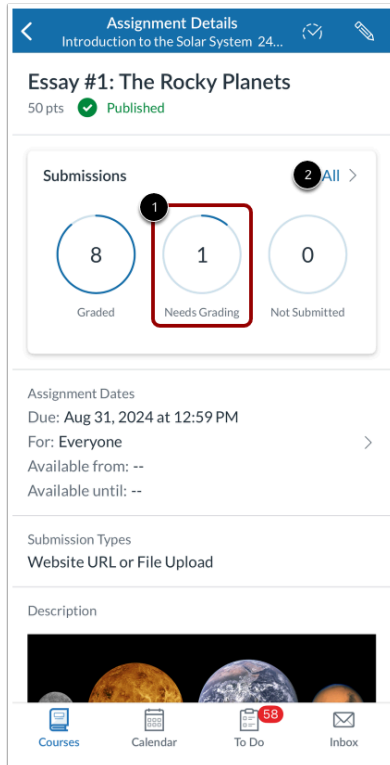 Assignment Details
Introduction to the Solar System 24...
Essay #1: The Rocky Planets
50 pts Published
Submissions
2 All
1
8
1
0
Graded
Needs Grading
Not Submitted
Assignment Dates
Due: Aug 31, 2024 at 12:59 PM
For: Everyone
Available from: --
Available until: --
Submission Types
Website URL or File Upload
Description
58
Courses
Calendar
To Do
Inbox